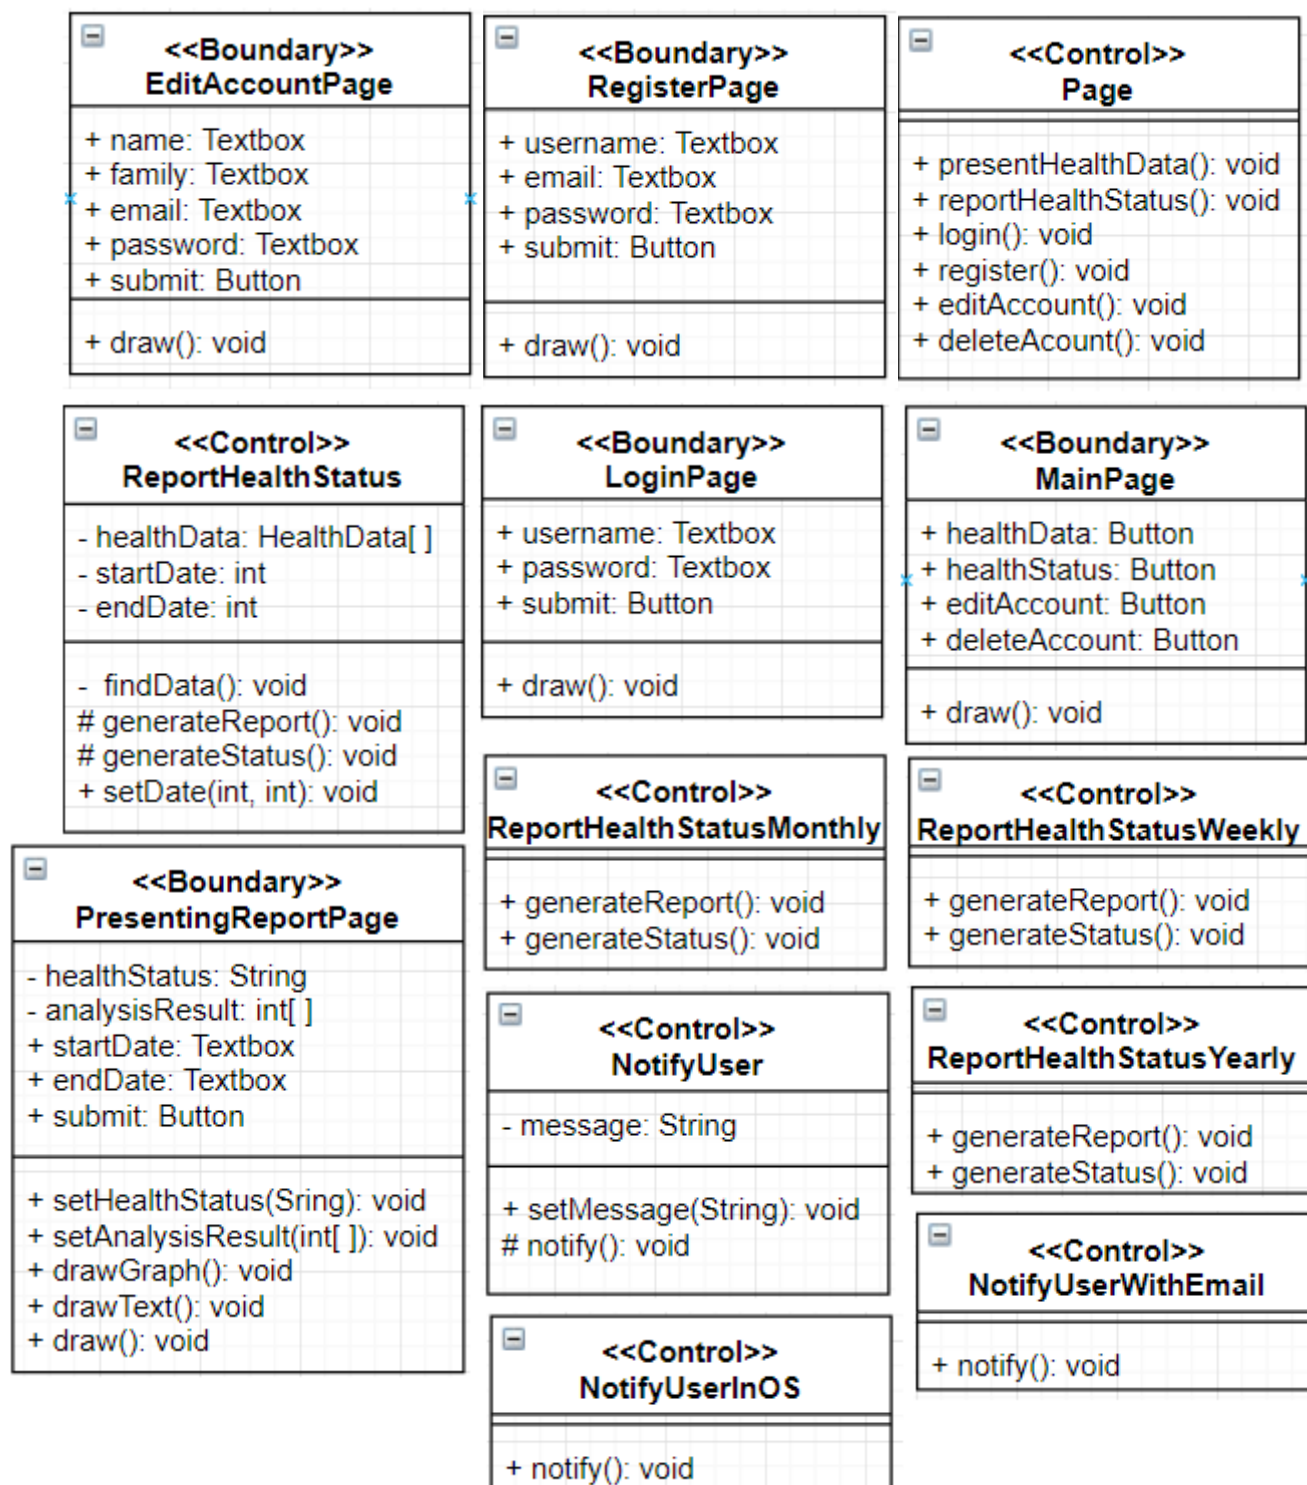 <<Boundary>>
EditAccountPage
+ name: Textbox
+ family: Textbox
+ email: Textbox
+ password: Textbox
+ submit: Button
+ draw(): void
<<Boundary>>
RegisterPage
+ username: Textbox
+ email: Textbox
+ password: Textbox
+ submit: Button
+ draw(): void
<<Control>>
Page
+ presentHealthData(): void
+ reportHealthStatus(): void
+ login(): void
+ register(): void
+ editAccount(): void
+ deleteAcount(): void
<<Control>>
ReportHealthStatus
- healthData: HealthData[ ]
- startDate: int
- endDate: int
- findData(): void
# generateReport(): void
# generateStatus(): void
+ setDate(int, int): void
<<Boundary>>
LoginPage
+ username: Textbox
+ password: Textbox
+ submit: Button
+ draw(): void
<<Boundary>>
MainPage
+ healthData: Button
+ healthStatus: Button
+ editAccount: Button
+ deleteAccount: Button
+ draw(): void
<<Boundary>>
PresentingReportPage
- healthStatus: String
- analysisResult: int[ ]
+ startDate: Textbox
+ endDate: Textbox
+ submit: Button
+ setHealthStatus(Sring): void
+ setAnalysisResult(int[ ]): void
+ drawGraph(): void
+ drawText(): void
+ draw(): void
<<Control>>
ReportHealthStatusMonthly
+ generateReport(): void
+ generateStatus(): void
<<Control>>
ReportHealthStatusWeekly
+ generateReport(): void
+ generateStatus(): void
<<Control>>
NotifyUser
- message: String
+ setMessage(String): void
# notify(): void
<<Control>>
ReportHealthStatusYearly
+ generateReport(): void
+ generateStatus(): void
<<Control>>
NotifyUserWithEmail
+ notify(): void
<<Control>>
NotifyUserInOS
+ notify(): void